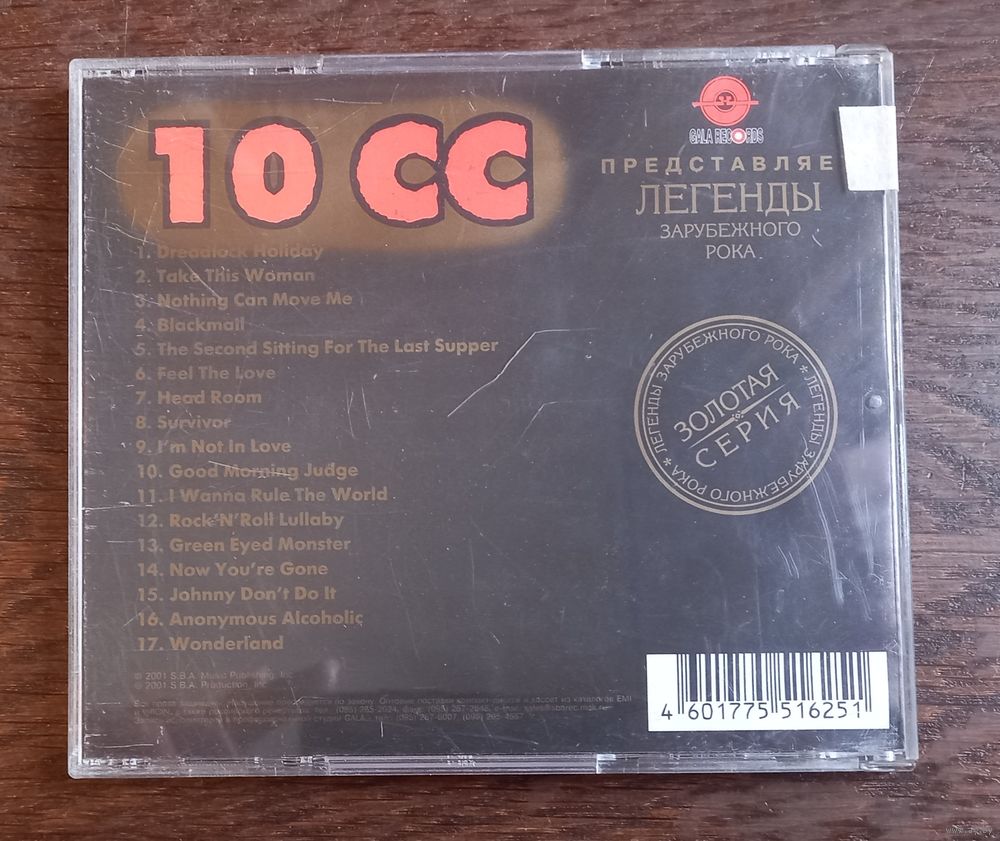 10 CC
GALA RECORDS
ПРЕДСТАВЛЯЕ
ЛЕГЕНДЫ
ЗАРУБЕЖНОГО
РОКА
1. Dreadlock Holiday
2. Take This Woman
3. Nothing Can Move Me
4. Blackmail
5. The Second Sitting For The Last Supper
6. Feel The Love
7. Head Room
8. Survivor
9. I'm Not In Love
10. Good Morning Judge
11. I Wanna Rule The World
12. Rock'N'Roll Lullaby
13. Green Eyed Monster
14. Now You're Gone
15. Johnny Don't Do It
16. Anonymous Alcoholic
17. Wonderland
ЛЕГЕНДЫ ЗАРУБЕЖНОГО РОКА * ЛЕГЕНДЫ ЗАРУБЕЖНОГО РОКА *
ЗОЛОТАЯ
СЕРИЯ
℗ 2001 S.B.A. Music Publishing, Inc
© 2001 S.B.A. Production, Inc
4 601775 516251